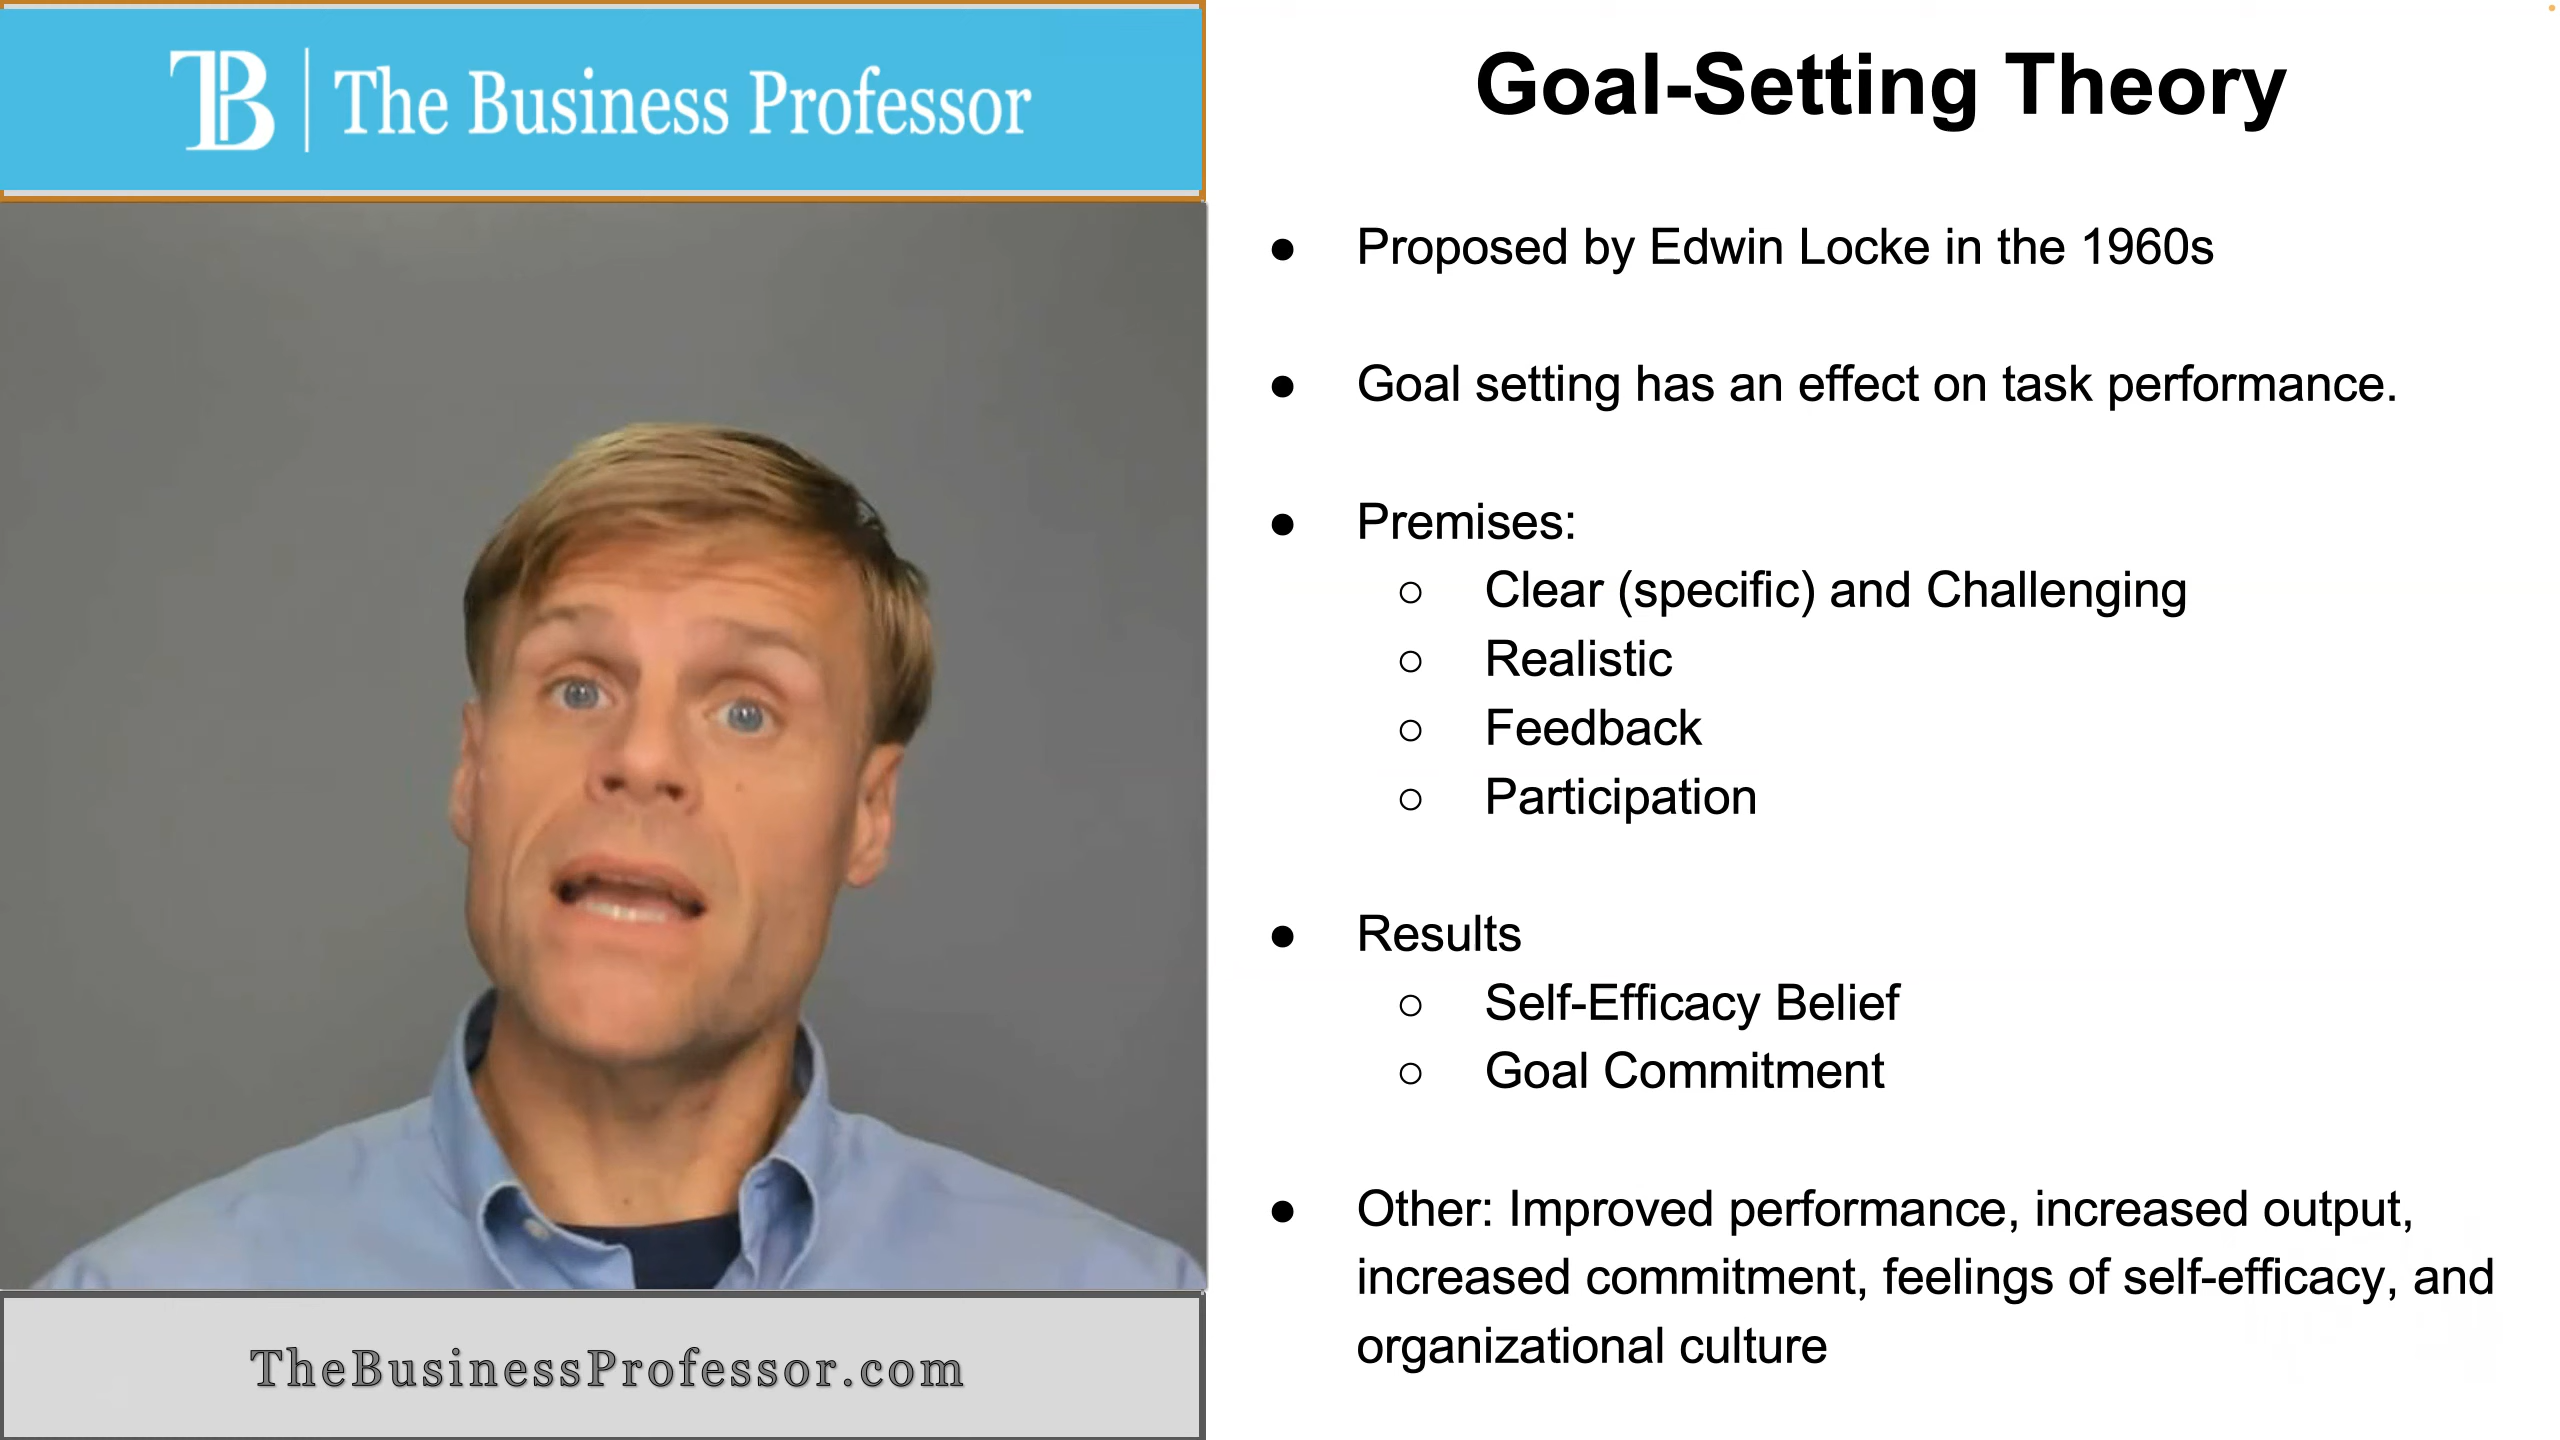 TB The Business Professor
Goal-Setting Theory
● Proposed by Edwin Locke in the 1960s
● Goal setting has an effect on task performance.
● Premises:
○ Clear (specific) and Challenging
○ Realistic
○ Feedback
○ Participation
● Results
○ Self-Efficacy Belief
○ Goal Commitment
● Other: Improved performance, increased output,
increased commitment, feelings of self-efficacy, and
organizational culture
TheBusinessProfessor.com